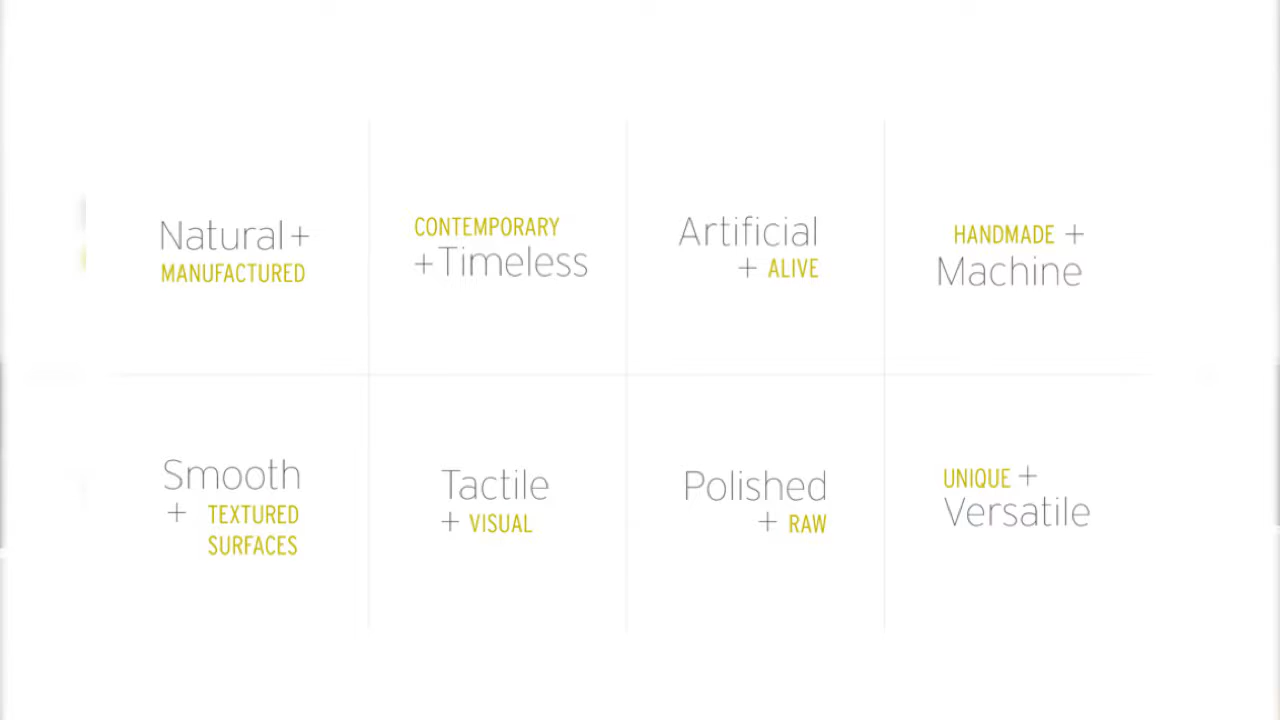 Natural +
MANUFACTURED
CONTEMPORARY
+ Timeless
Artificial
+ ALIVE
HANDMADE +
Machine
Smooth
+ TEXTURED
SURFACES
Tactile
+ VISUAL
Polished
+ RAW
UNIQUE +
Versatile